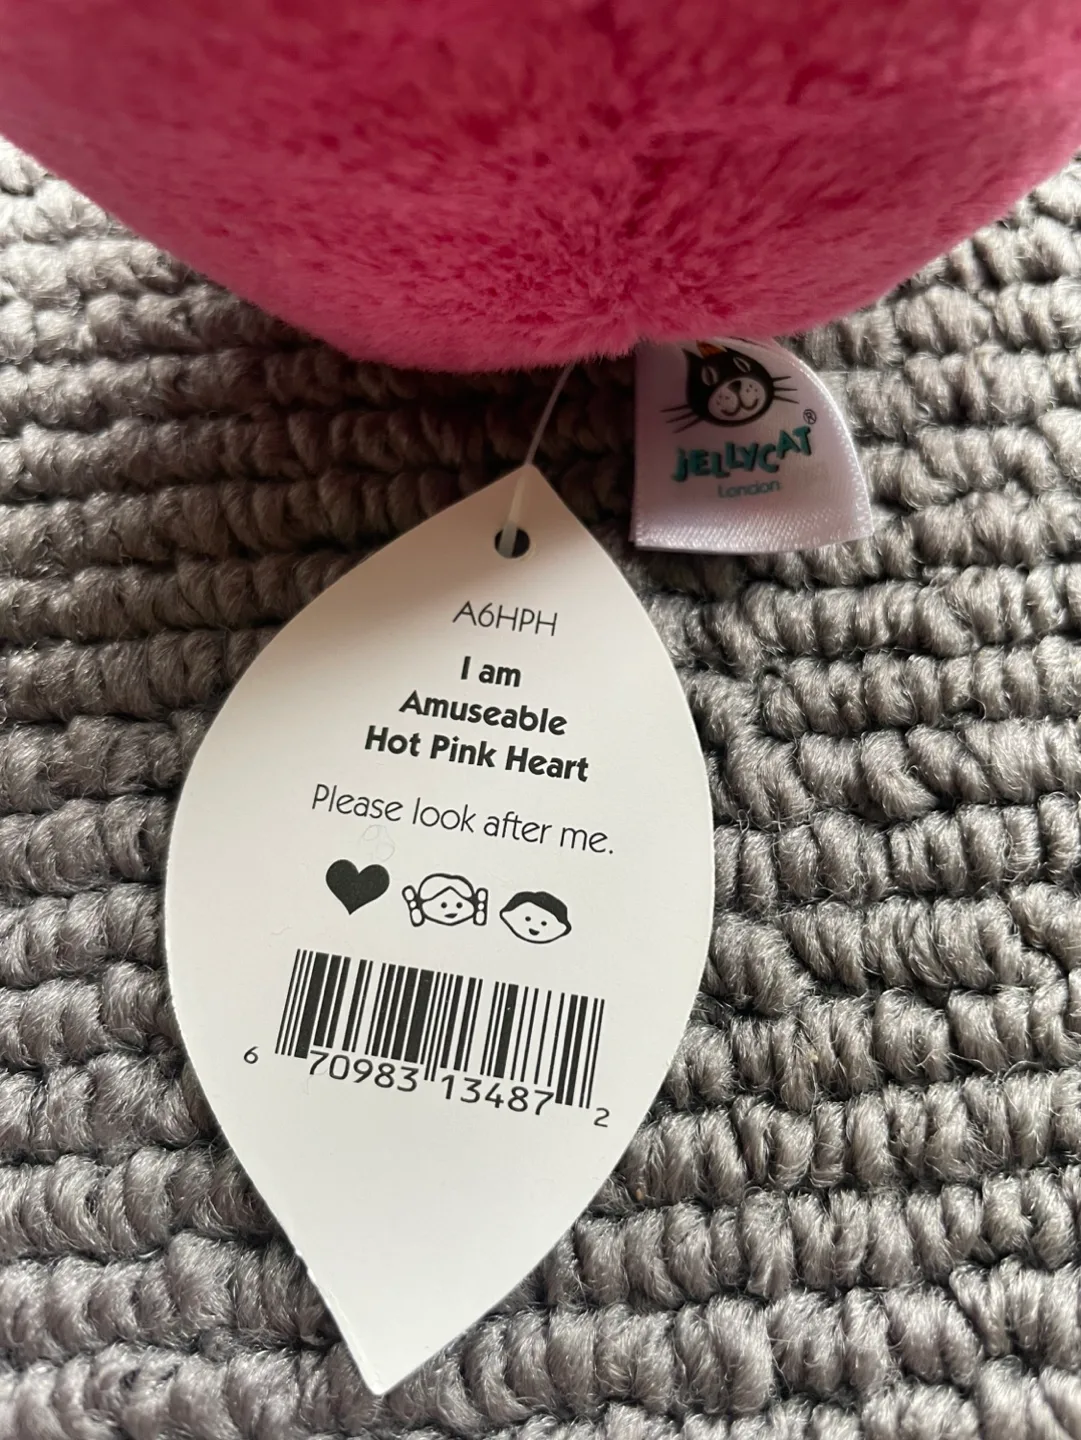 JELLYCAT®
London
A6HPH
I am
Amuseable
Hot Pink Heart
Please look after me.
6 70983 13487 2